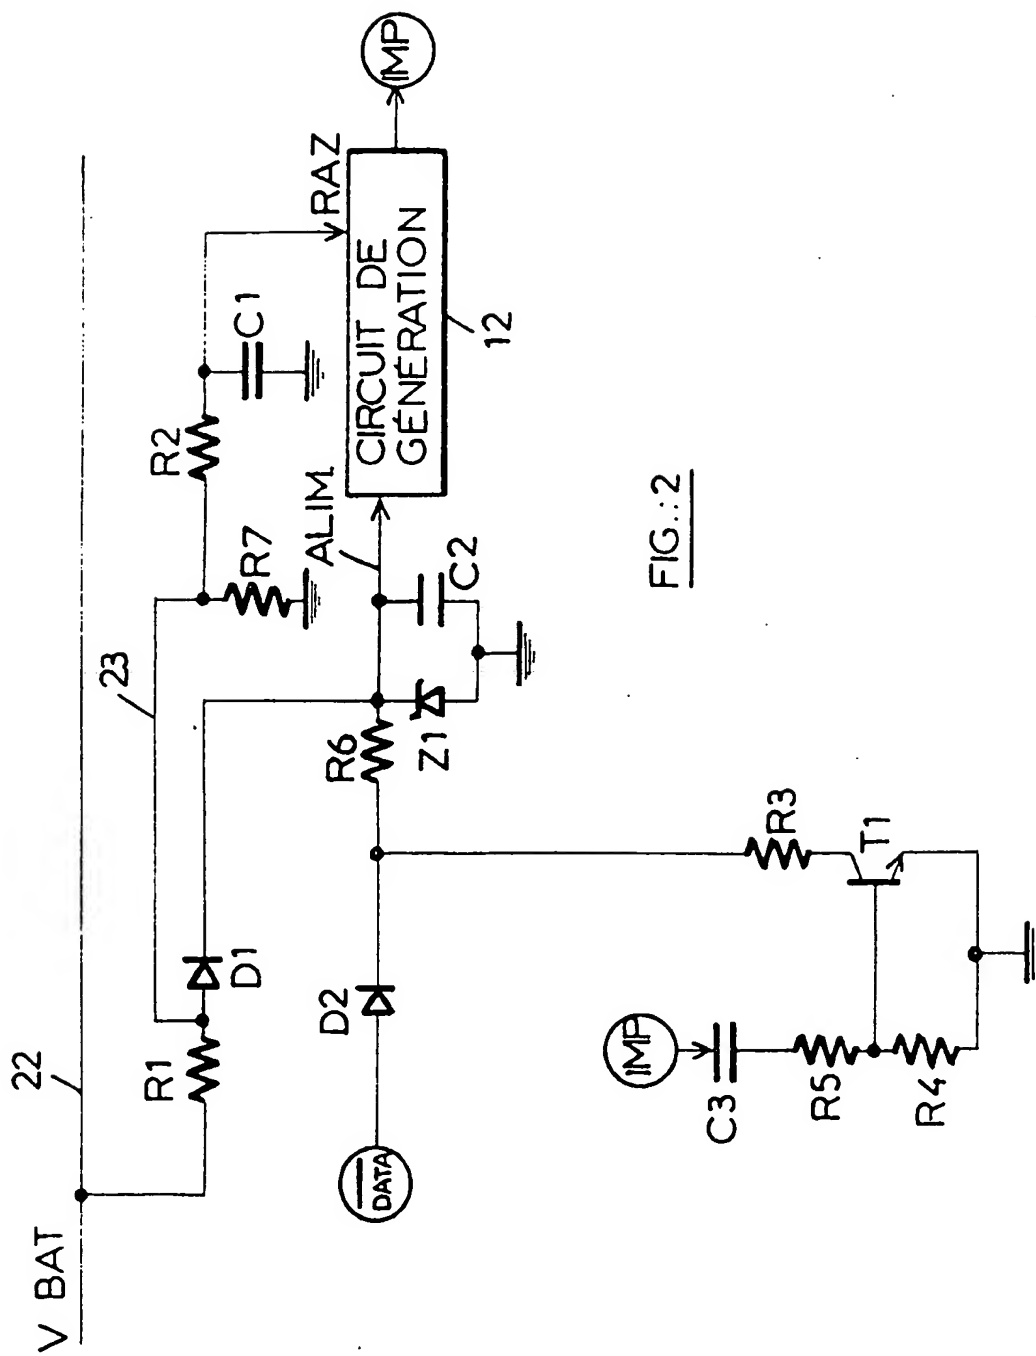 V BAT
22
23
R1
D1
R2
C1
R7
RAZ
ALIM.
CIRCUIT DE
GÉNÉRATION
IMP
12
DATA
D2
R6
Z1
C2
IMP
C3
R5
R4
R3
T1
FIG.:2